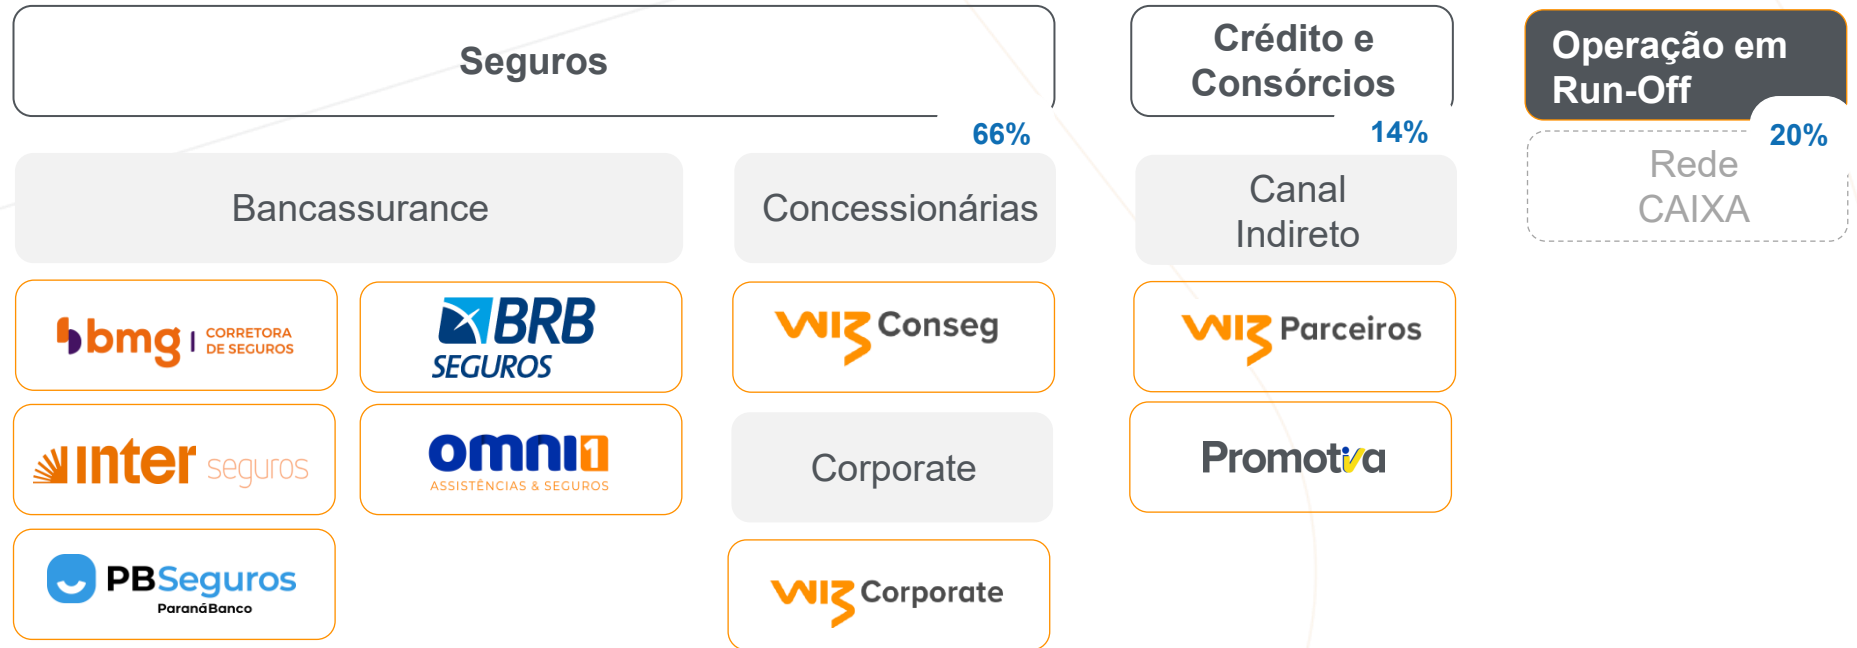 Seguros
66%
Bancassurance
bmg CORRETORA
DE SEGUROS
BRB
SEGUROS
inter seguros
omni1
ASSISTÊNCIAS & SEGUROS
PBSeguros
ParanáBanco
Concessionárias
wiz Conseg
Corporate
wiz Corporate
Crédito e
Consórcios
14%
Canal
Indireto
wiz Parceiros
Promotiva
Operação em
Run-Off
20%
Rede
CAIXA